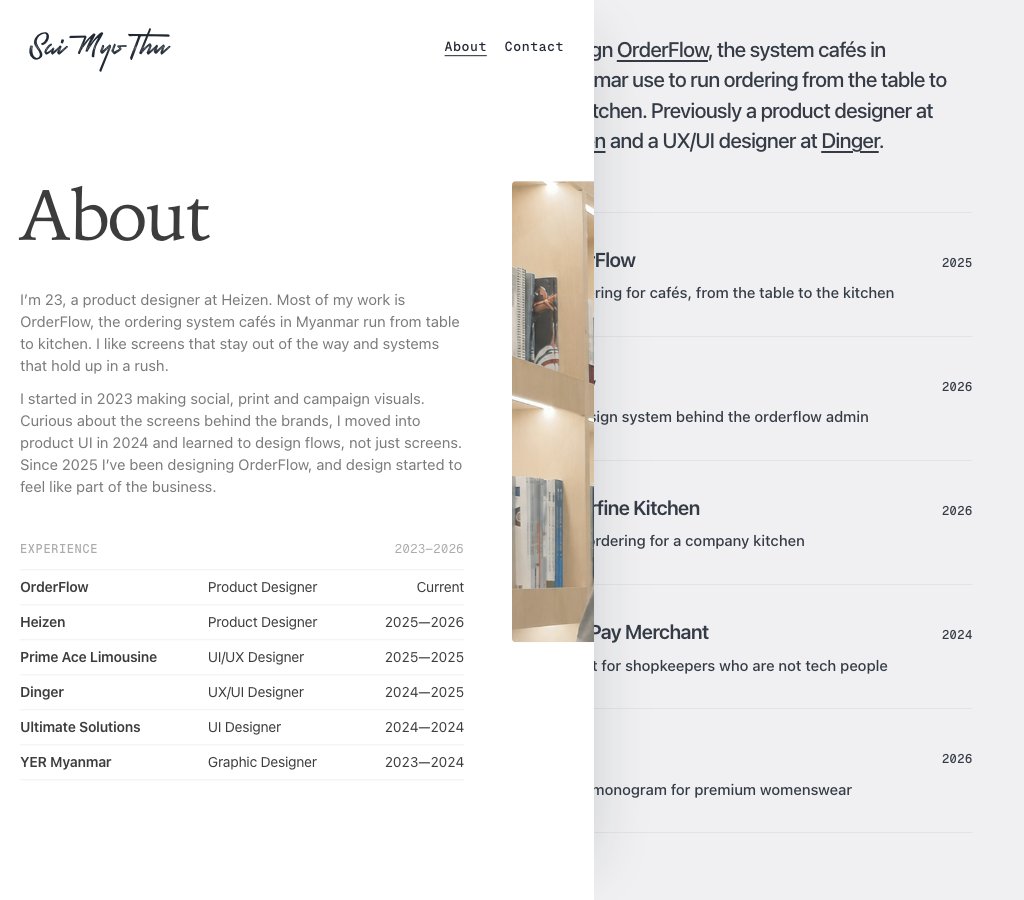 Sai Myo Thu
About Contact
About
I’m 23, a product designer at Heizen. Most of my work is
OrderFlow, the ordering system cafés in Myanmar run from table
to kitchen. I like screens that stay out of the way and systems
that hold up in a rush.
I started in 2023 making social, print and campaign visuals.
Curious about the screens behind the brands, I moved into
product UI in 2024 and learned to design flows, not just screens.
Since 2025 I’ve been designing OrderFlow, and design started to
feel like part of the business.
EXPERIENCE 2023–2026
OrderFlow Product Designer Current
Heizen Product Designer 2025—2026
Prime Ace Limousine UI/UX Designer 2025—2025
Dinger UX/UI Designer 2024—2025
Ultimate Solutions UI Designer 2024—2024
YER Myanmar Graphic Designer 2023—2024
OrderFlow, the system cafés in
use to run ordering from the table to
Previously a product designer at
and a UX/UI designer at Dinger.
Flow 2025
for cafés, from the table to the kitchen
2026
system behind the orderflow admin
Kitchen 2026
for a company kitchen
Pay Merchant 2024
for shopkeepers who are not tech people
2026
monogram for premium womenswear